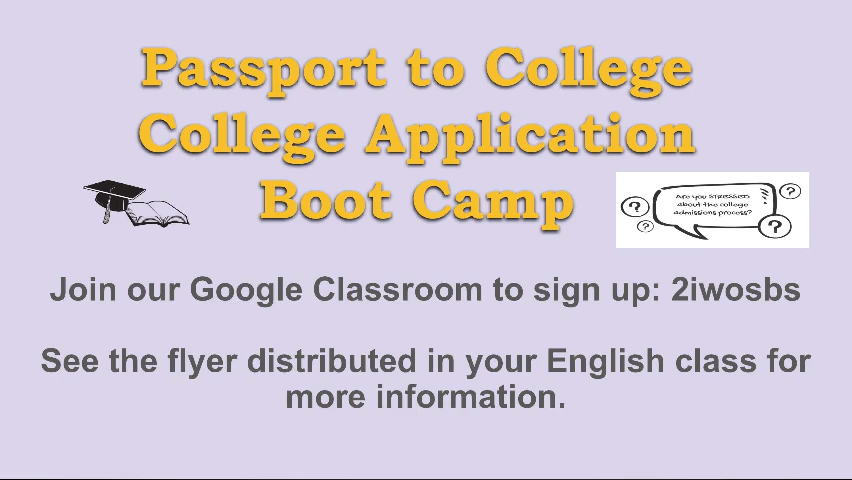 Passport to College
College Application
Boot Camp
Are you STRESSED
about the college
admissions process?
?
?
?
?
Join our Google Classroom to sign up: 2iwosbs
See the flyer distributed in your English class for
more information.